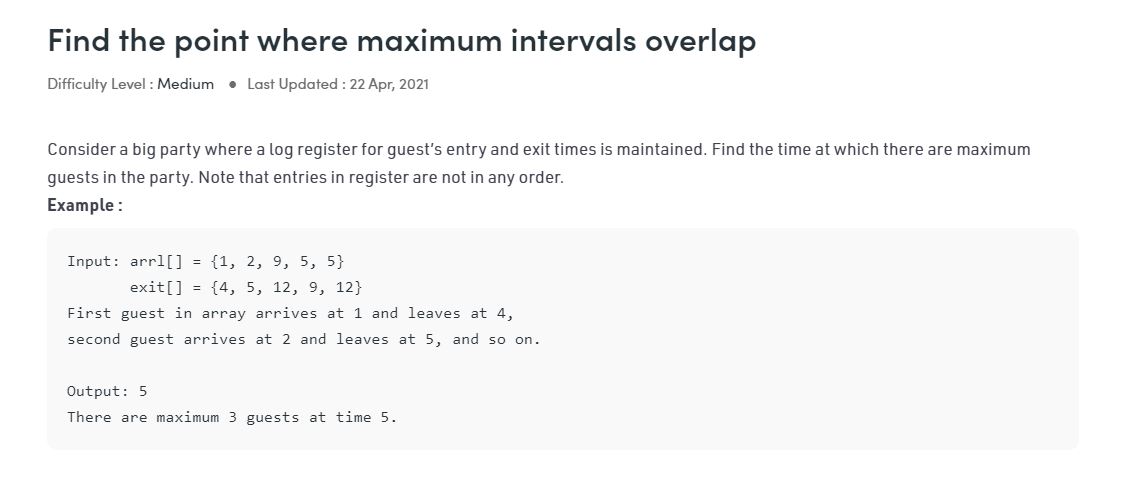 Find the point where maximum intervals overlap
Difficulty Level : Medium ● Last Updated : 22 Apr, 2021
Consider a big party where a log register for guest's entry and exit times is maintained. Find the time at which there are maximum
guests in the party. Note that entries in register are not in any order.
Example :
Input: arrl[] = {1, 2, 9, 5, 5}
       exit[] = {4, 5, 12, 9, 12}
First guest in array arrives at 1 and leaves at 4,
second guest arrives at 2 and leaves at 5, and so on.
Output: 5
There are maximum 3 guests at time 5.